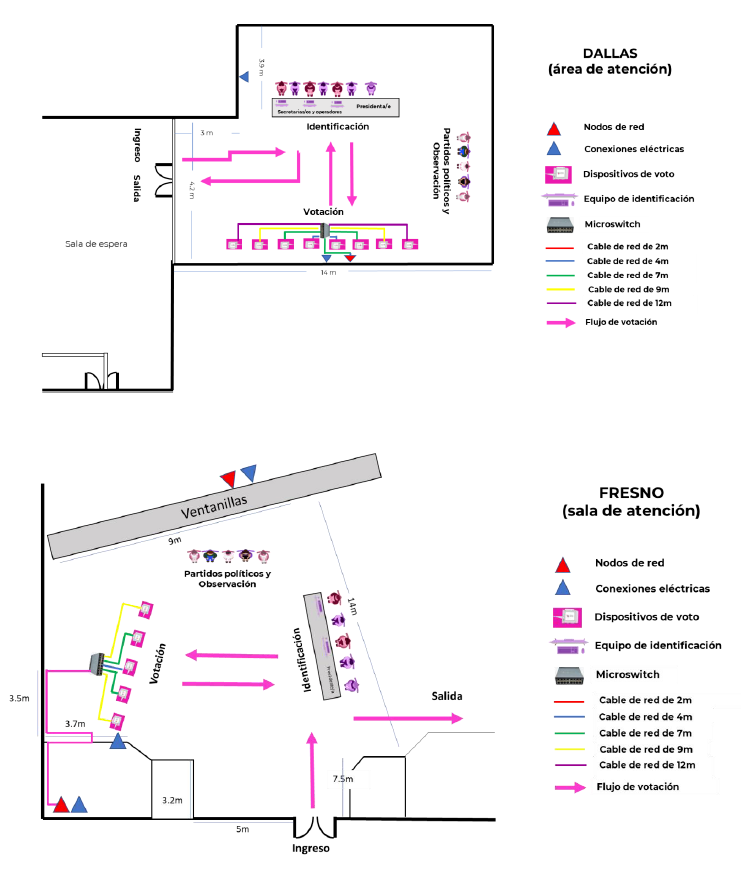 DALLAS
(área de atención)
3.9 m
Secretarias/os y operadores
Presidenta/e
Identificación
3 m
Ingreso
Salida
4.2 m
Partidos políticos y
Observación
Votación
Sala de espera
14 m
Nodos de red
Conexiones eléctricas
Dispositivos de voto
Equipo de identificación
Microswitch
Cable de red de 2m
Cable de red de 4m
Cable de red de 7m
Cable de red de 9m
Cable de red de 12m
Flujo de votación
FRESNO
(sala de atención)
Ventanillas
9m
Partidos políticos y
Observación
14m
Votación
Identificación
Presidenta/e
Salida
3.5m
3.7m
3.2m
7.5m
5m
Ingreso
Nodos de red
Conexiones eléctricas
Dispositivos de voto
Equipo de identificación
Microswitch
Cable de red de 2m
Cable de red de 4m
Cable de red de 7m
Cable de red de 9m
Cable de red de 12m
Flujo de votación